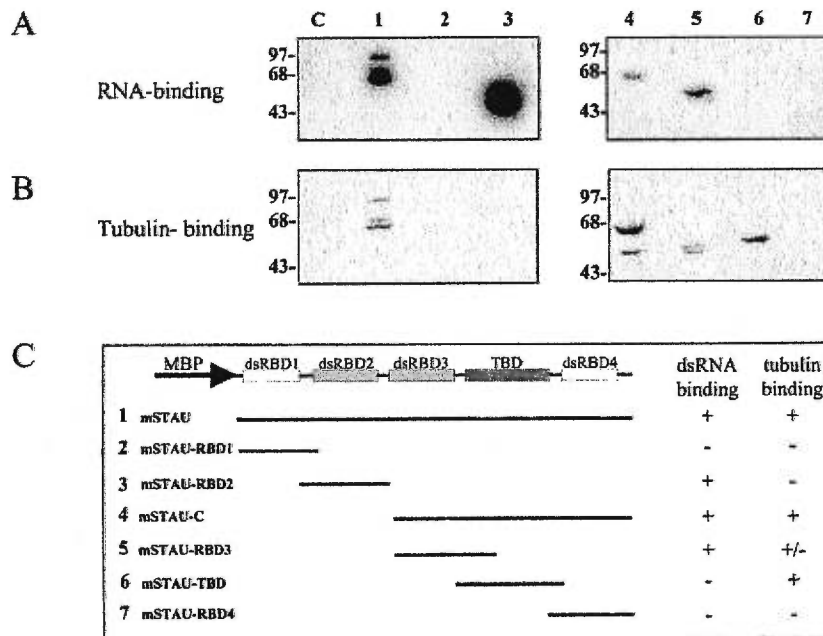 A
C 1 2 3 4 5 6 7
RNA-binding
97-
68-
43-
97-
68-
43-
B
Tubulin- binding
97-
68-
43-
97-
68-
43-
C
MBP dsRBD1 dsRBD2 dsRBD3 TBD dsRBD4 dsRNA binding tubulin binding
1 mSTAU + +
2 mSTAU-RBD1 - -
3 mSTAU-RBD2 + -
4 mSTAU-C + +
5 mSTAU-RBD3 + +/-
6 mSTAU-TBD - +
7 mSTAU-RBD4 - -